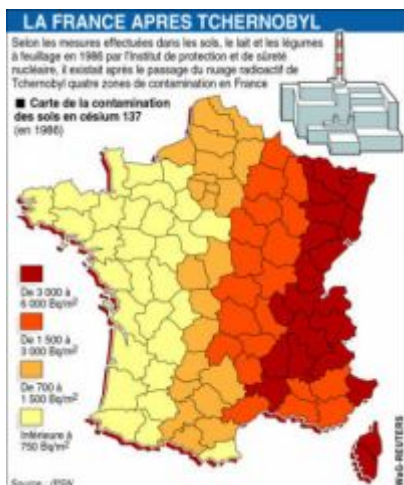 LA FRANCE APRES TCHERNOBYL
Selon les mesures effectuées dans les sols, le lait et les légumes
à feuillage en 1986 par l'Institut de protection et de sûreté
nucléaire, il existait après le passage du nuage radioactif de
Tchernobyl quatre zones de contamination en France
■ Carte de la contamination
des sols en césium 137
(en 1986)
De 3 000 à
6 000 Bq/m²
De 1 500 à
3 000 Bq/m²
De 700 à
1 500 Bq/m²
Inférieure à
750 Bq/m²
Source : IPSN
WaG-REUTERS